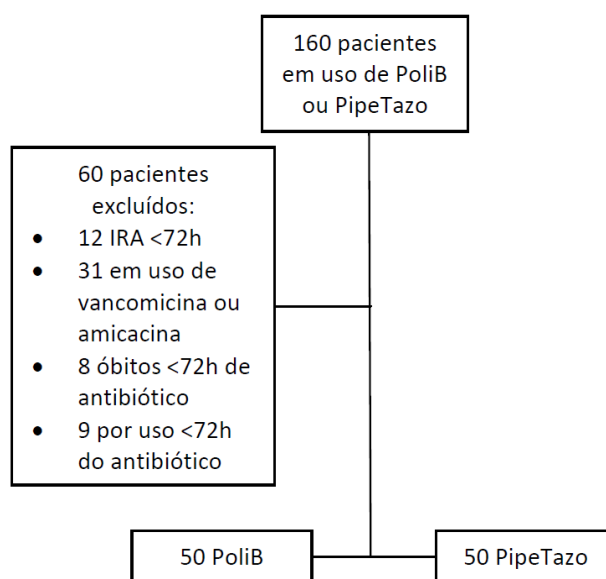 160 pacientes
em uso de PoliB
ou PipeTazo
60 pacientes
excluídos:
• 12 IRA <72h
• 31 em uso de
vancomicina ou
amicacina
• 8 óbitos <72h de
antibiótico
• 9 por uso <72h
do antibiótico
50 PoliB
50 PipeTazo